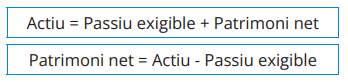 Actiu = Passiu exigible + Patrimoni net
Patrimoni net = Actiu - Passiu exigible